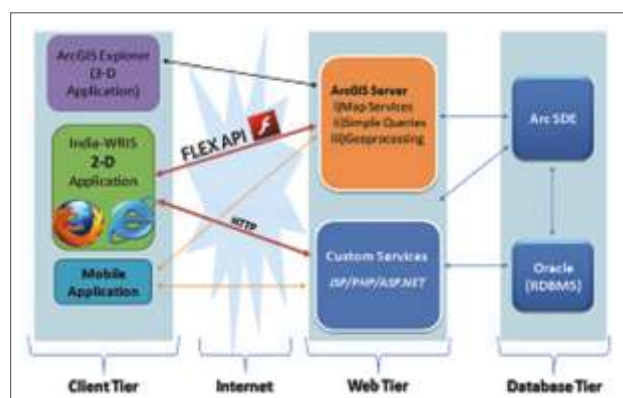 ArcGIS Explorer
(3-D
Application)
India-WRIS
2-D
Application
Mobile
Application
FLEX API
HTTP
ArcGIS Server
i)Map Services
ii)Simple Queries
iii)Geoprocessing
Custom Services
JSP/PHP/ASP.NET
Arc SDE
Oracle
(RDBMS)
Client Tier
Internet
Web Tier
Database Tier